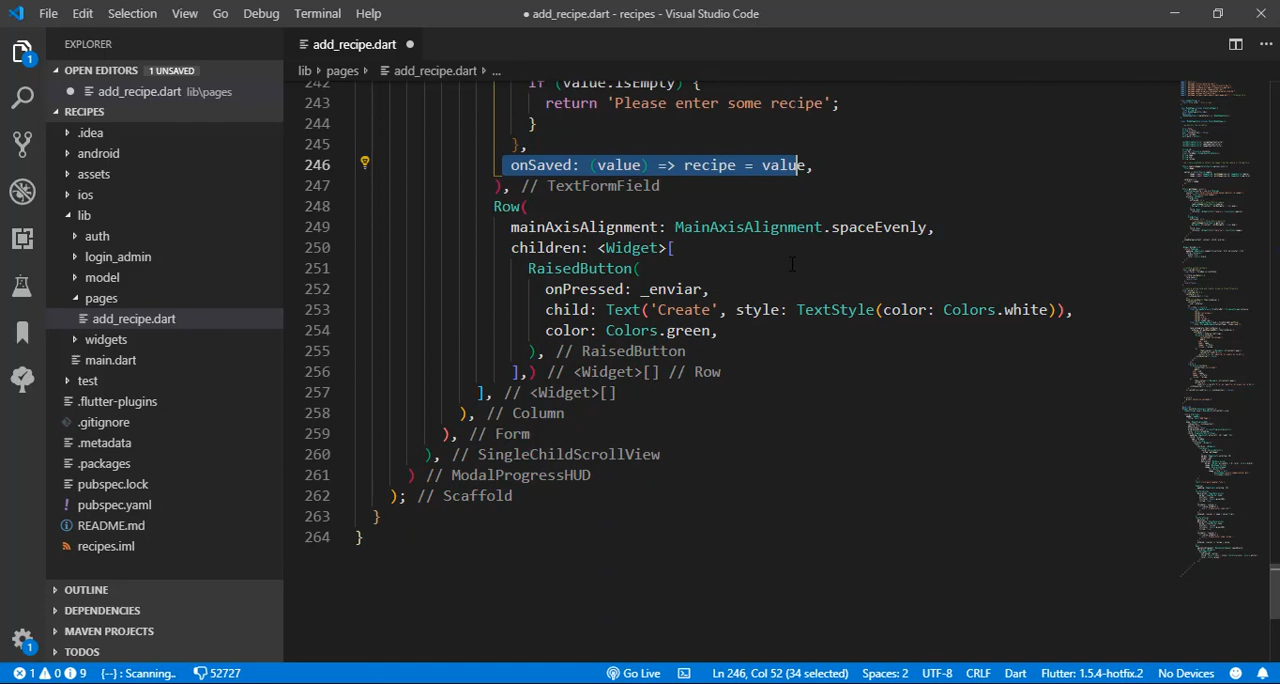 File Edit Selection View Go Debug Terminal Help
● add_recipe.dart - recipes - Visual Studio Code
EXPLORER
OPEN EDITORS 1 UNSAVED
● add_recipe.dart lib\pages
RECIPES
.idea
android
assets
ios
lib
auth
login_admin
model
pages
add_recipe.dart
widgets
main.dart
test
.flutter-plugins
.gitignore
.metadata
.packages
pubspec.lock
pubspec.yaml
README.md
recipes.iml
OUTLINE
DEPENDENCIES
MAVEN PROJECTS
TODOS
add_recipe.dart ●
lib › pages › add_recipe.dart › ...
242 if (value.isEmpty) {
243 return 'Please enter some recipe';
244 }
245 },
246 onSaved: (value) => recipe = value,
247 ), // TextFormField
248 Row(
249 mainAxisAlignment: MainAxisAlignment.spaceEvenly,
250 children: <Widget>[
251 RaisedButton(
252 onPressed: _enviar,
253 child: Text('Create', style: TextStyle(color: Colors.white)),
254 color: Colors.green,
255 ), // RaisedButton
256 ],) // <Widget>[] // Row
257 ], // <Widget>[]
258 ), // Column
259 ), // Form
260 ), // SingleChildScrollView
261 ) // ModalProgressHUD
262 ); // Scaffold
263 }
264 }
1 0 9 {--} : Scanning.. 52727 Go Live Ln 246, Col 52 (34 selected) Spaces: 2 UTF-8 CRLF Dart Flutter: 1.5.4-hotfix.2 No Devices